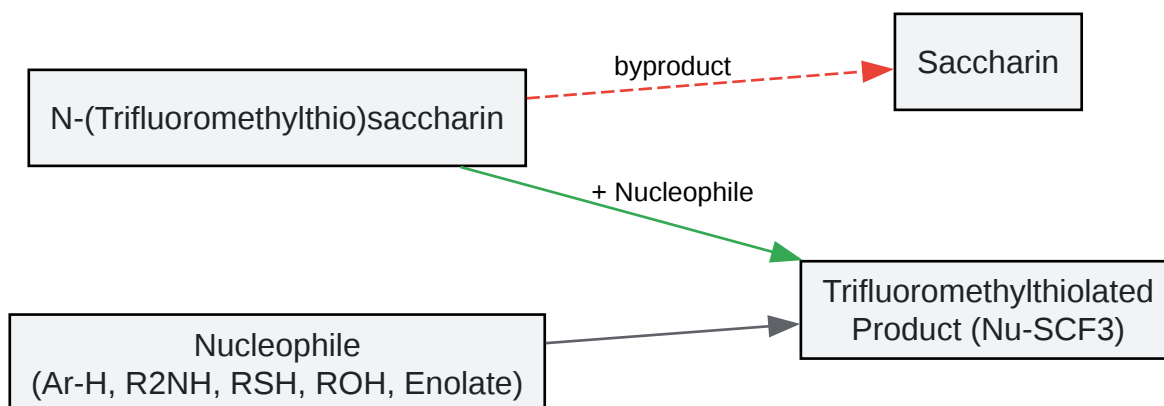 byproduct
Saccharin
N-(Trifluoromethylthio)saccharin
+ Nucleophile
Trifluoromethylthiolated
Product (Nu-SCF3)
Nucleophile
(Ar-H, R2NH, RSH, ROH, Enolate)